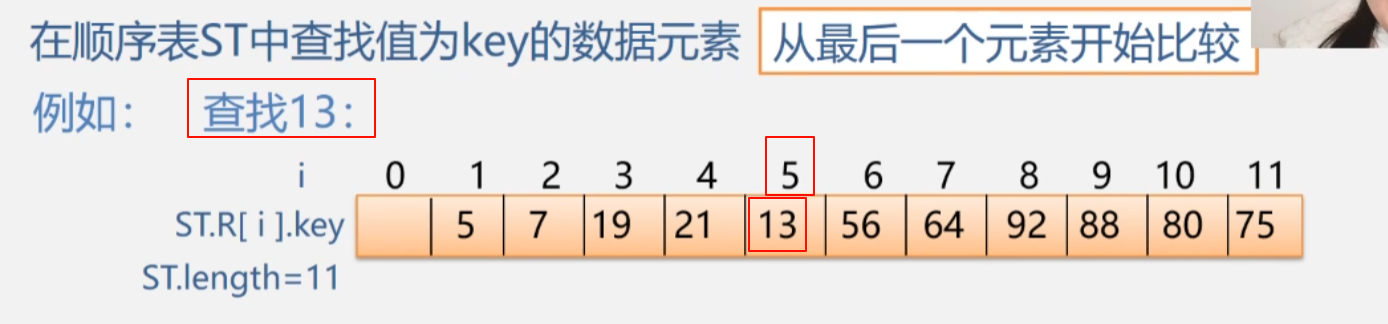 在顺序表ST中查找值为key的数据元素 从最后一个元素开始比较
例如： 查找13：
i 0 1 2 3 4 5 6 7 8 9 10 11
ST.R[ i ].key 5 7 19 21 13 56 64 92 88 80 75
ST.length=11